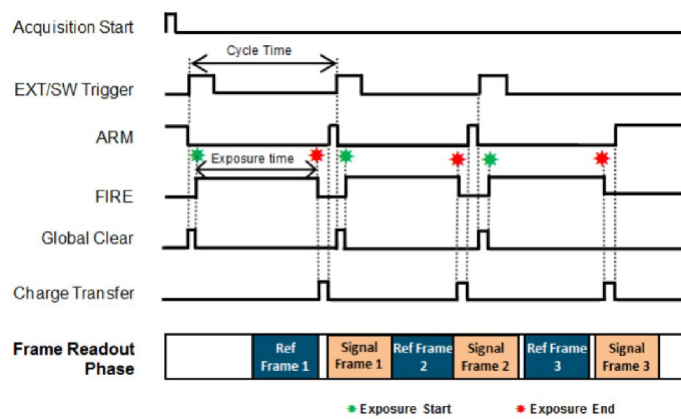 Acquisition Start
Cycle Time
EXT/SW Trigger
ARM
Exposure time
FIRE
Global Clear
Charge Transfer
Frame Readout
Phase
Ref
Frame 1
Signal
Frame 1
Ref Frame
2
Signal
Frame 2
Ref Frame
3
Signal
Frame 3
Exposure Start
Exposure End